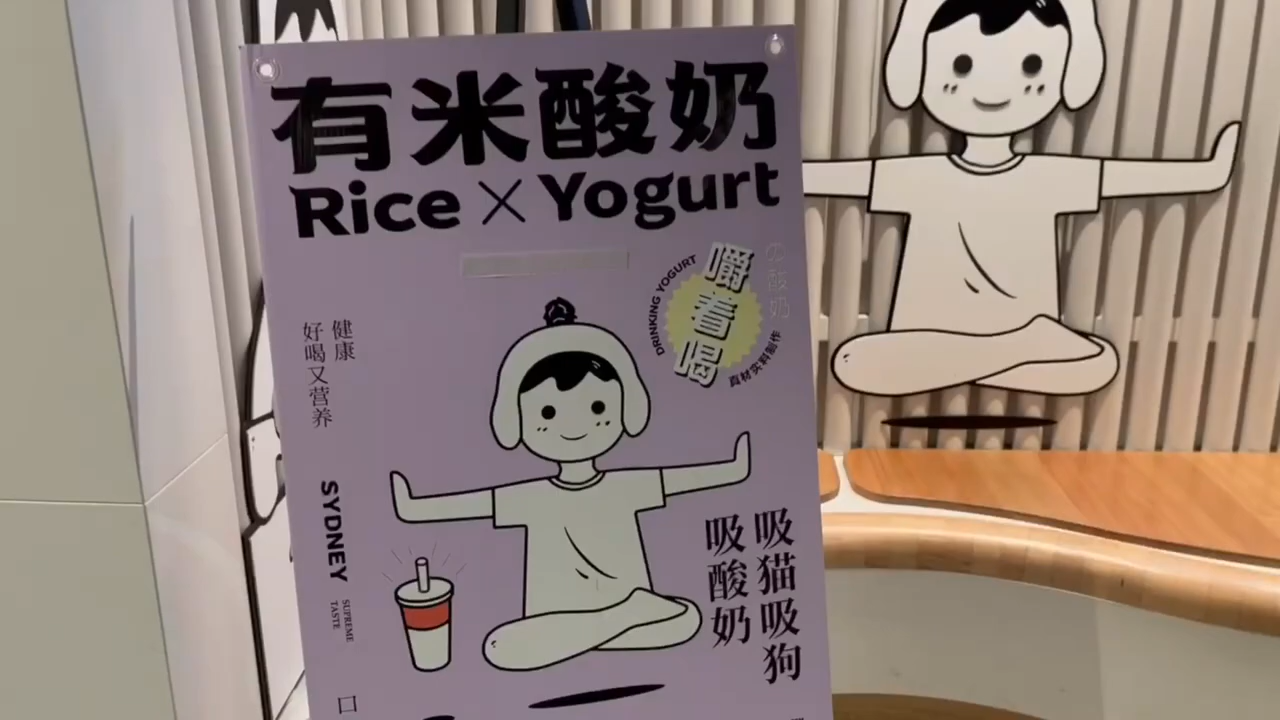 有米酸奶
Rice × Yogurt
DRINKING YOGURT
嚼着喝
の酸奶
真材实料制作
健康
好喝又营养
SYDNEY
SUPREME
TASTE
吸猫吸狗
吸酸奶
口